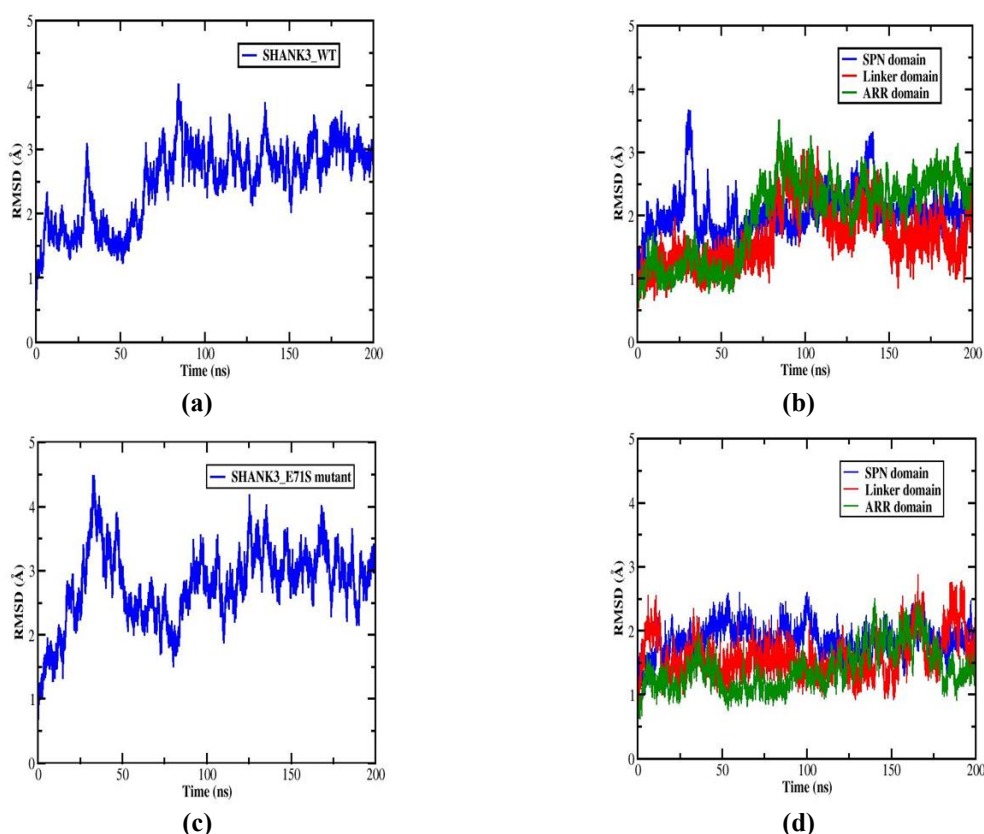 5
4
3
2
1
0
RMSD (Å)
SHANK3_WT
0 50 100 150 200
Time (ns)
(a)
5
4
3
2
1
0
RMSD (Å)
SPN domain
Linker domain
ARR domain
0 50 100 150 200
Time (ns)
(b)
5
4
3
2
1
0
RMSD (Å)
SHANK3_E71S mutant
0 50 100 150 200
Time (ns)
(c)
5
4
3
2
1
0
RMSD (Å)
SPN domain
Linker domain
ARR domain
0 50 100 150 200
Time (ns)
(d)